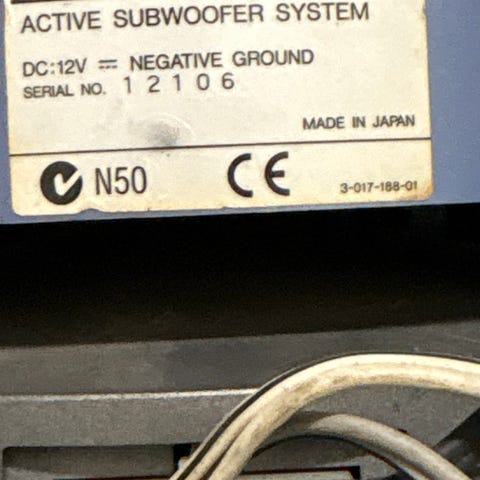 ACTIVE SUBWOOFER SYSTEM
DC:12V ⎓ NEGATIVE GROUND
SERIAL NO. 12106
MADE IN JAPAN
N50 CE 3-017-188-01